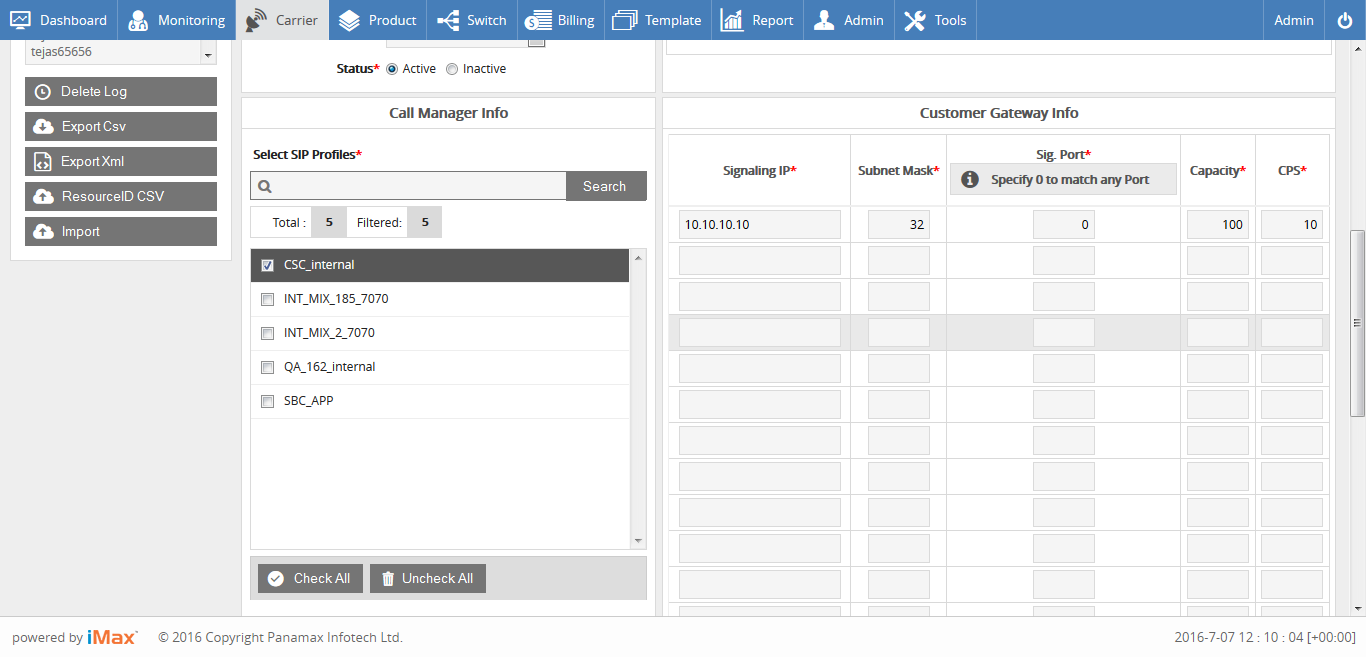 Dashboard Monitoring Carrier Product Switch Billing Template Report Admin Tools Admin
tejas65656
Delete Log
Export Csv
Export Xml
ResourceID CSV
Import
Status* Active Inactive
Call Manager Info
Select SIP Profiles*
Search
Total : 5 Filtered: 5
CSC_internal
INT_MIX_185_7070
INT_MIX_2_7070
QA_162_internal
SBC_APP
Check All Uncheck All
Customer Gateway Info
Signaling IP* Subnet Mask* Sig. Port* Capacity* CPS*
Specify 0 to match any Port
10.10.10.10 32 0 100 10
powered by iMax © 2016 Copyright Panamax Infotech Ltd. 2016-7-07 12 : 10 : 04 [+00:00]